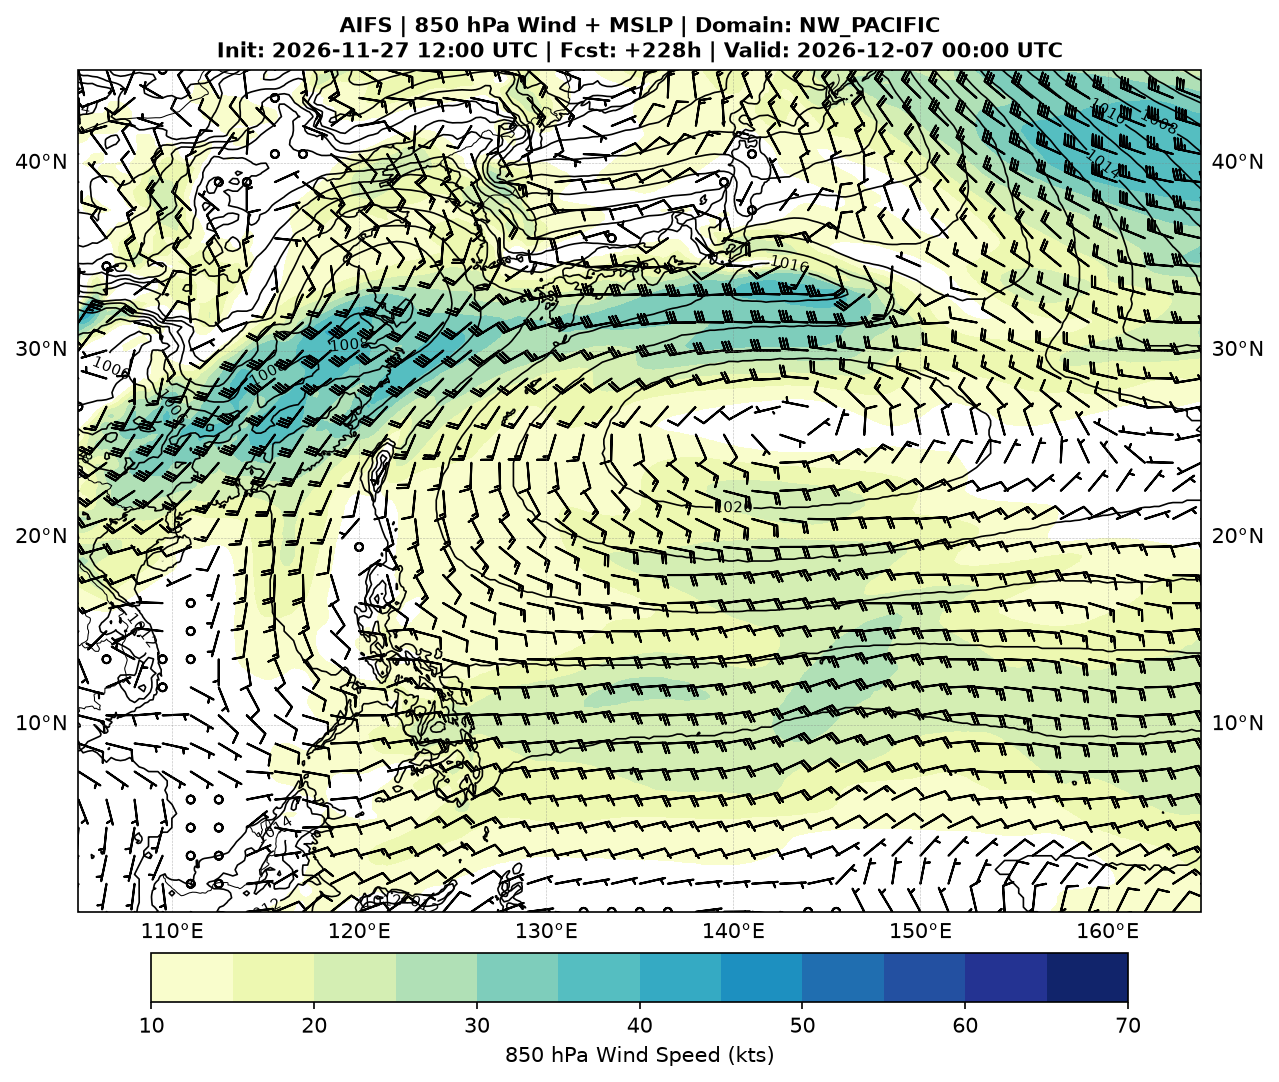 AIFS | 850 hPa Wind + MSLP | Domain: NW_PACIFIC
Init: 2026-11-27 12:00 UTC | Fcst: +228h | Valid: 2026-12-07 00:00 UTC
40°N
40°N
30°N
30°N
20°N
20°N
10°N
10°N
1008
1014
1016
1020
1014
110°E
120°E
130°E
140°E
150°E
160°E
10
20
30
40
50
60
70
850 hPa Wind Speed (kts)